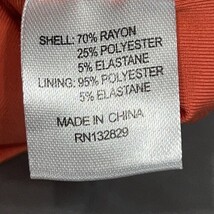 SHELL: 70% RAYON
25% POLYESTER
5% ELASTANE
LINING: 95% POLYESTER
5% ELASTANE
MADE IN CHINA
RN132829